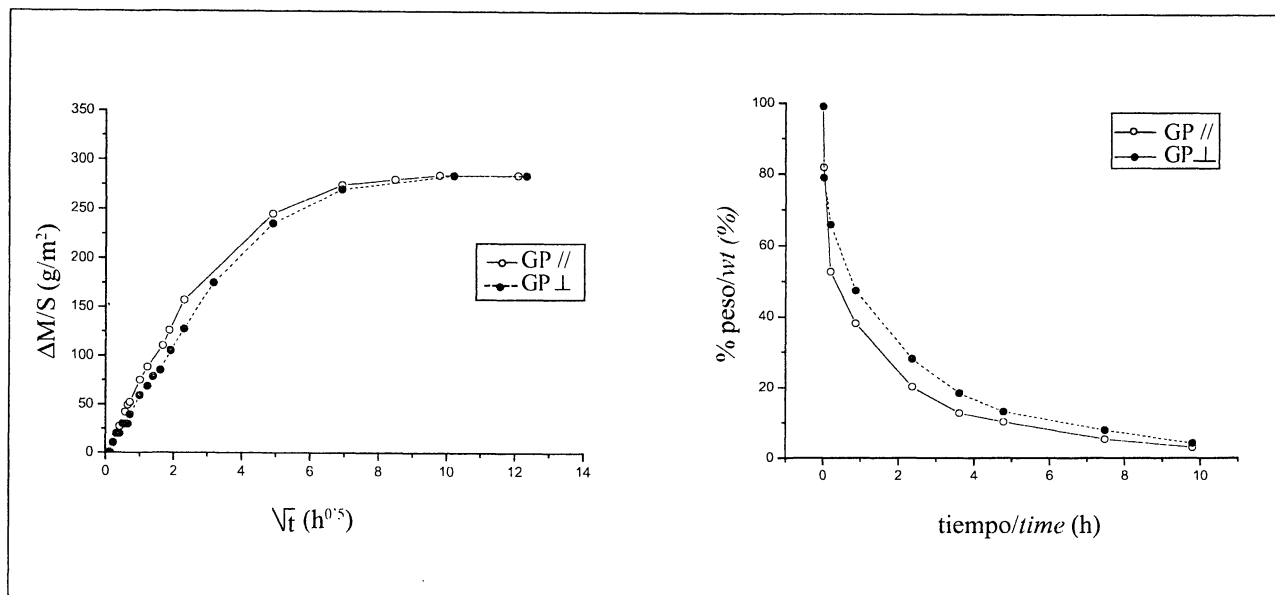 350
300
250
200
150
100
50
0
ΔM/S (g/m²)
0 2 4 6 8 10 12 14
√t (h⁰'⁵)
GP //
GP ⊥
100
80
60
40
20
0
% peso/wt (%)
0 2 4 6 8 10
tiempo/time (h)
GP //
GP ⊥